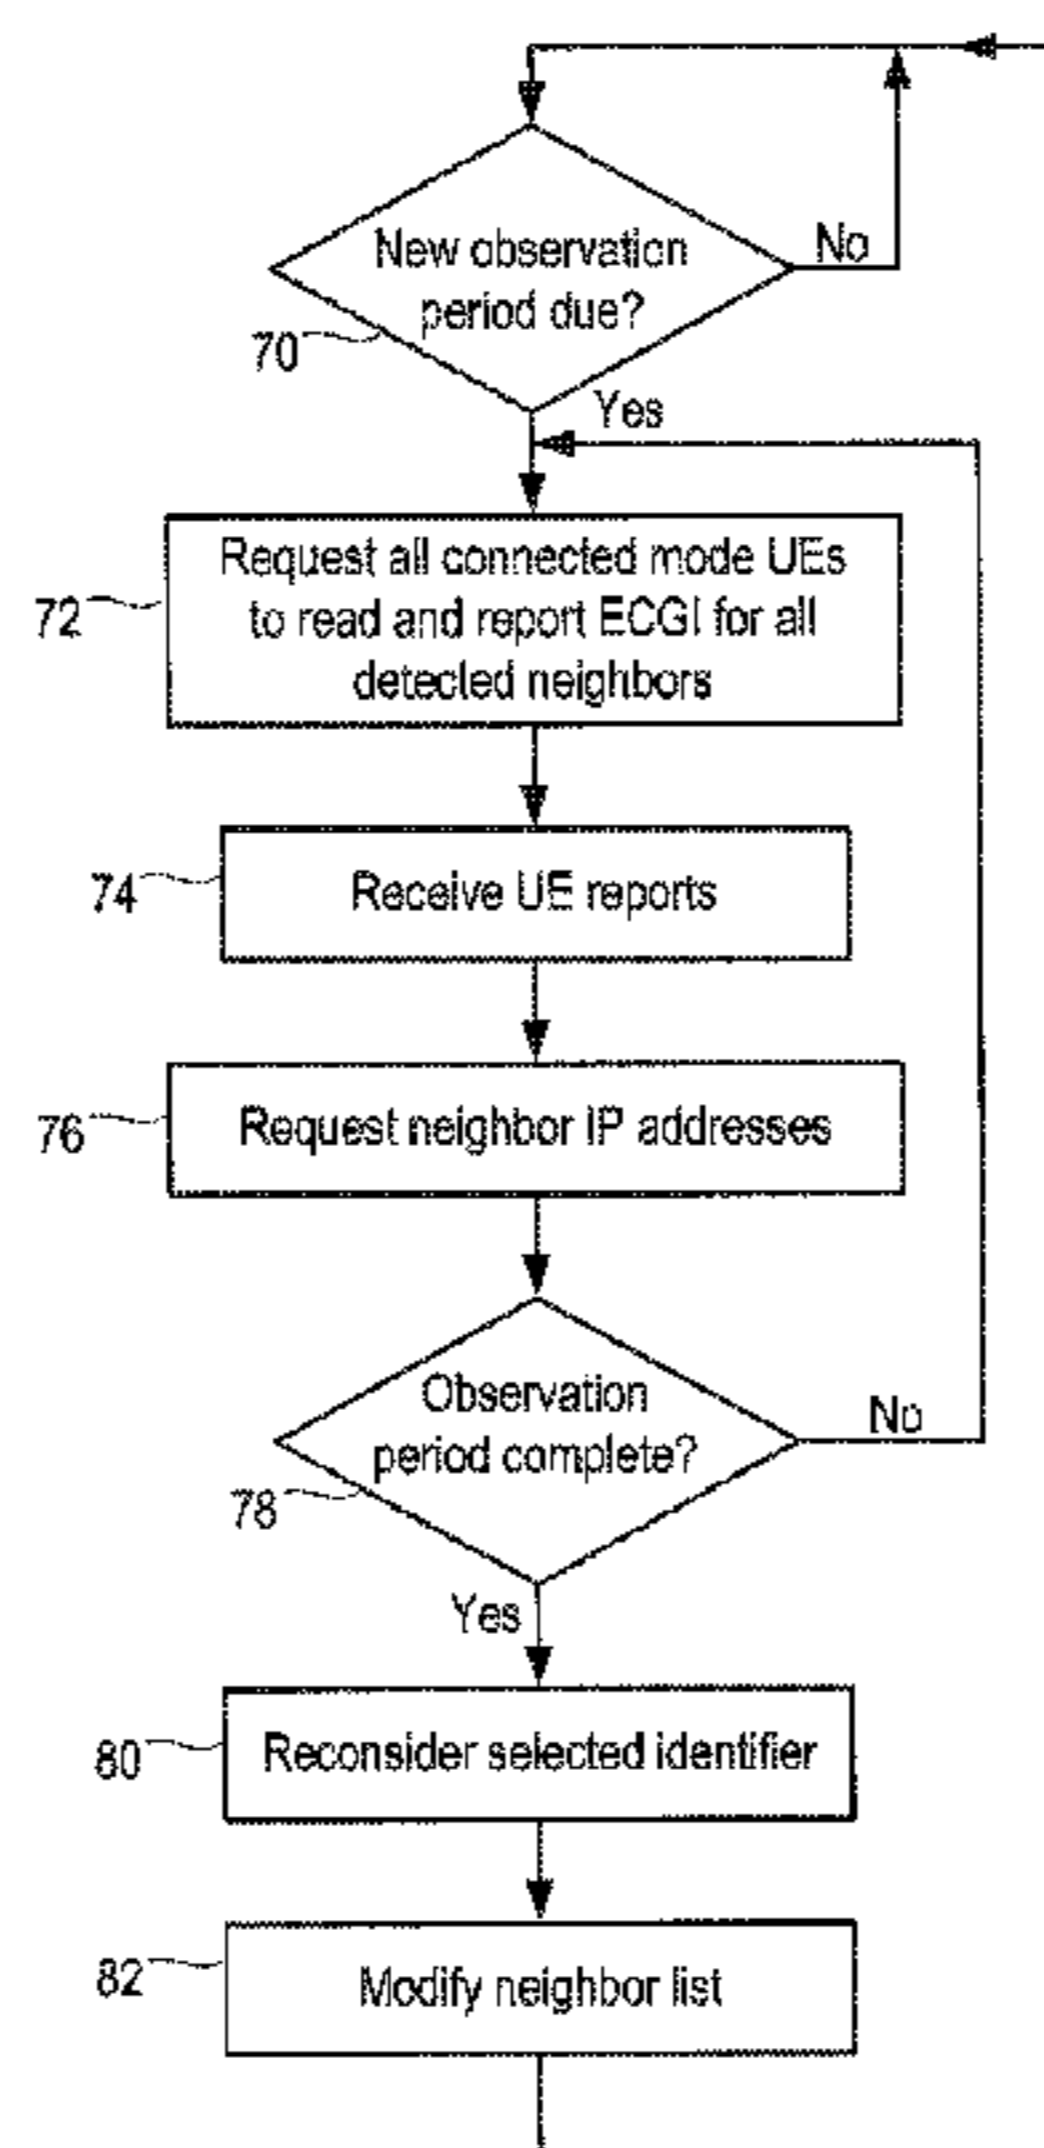 New observation
period due?
No
70
Yes
Request all connected mode UEs
to read and report ECGI for all
detected neighbors
72
Receive UE reports
74
Request neighbor IP addresses
76
Observation
period complete?
No
78
Yes
Reconsider selected identifier
80
Modify neighbor list
82